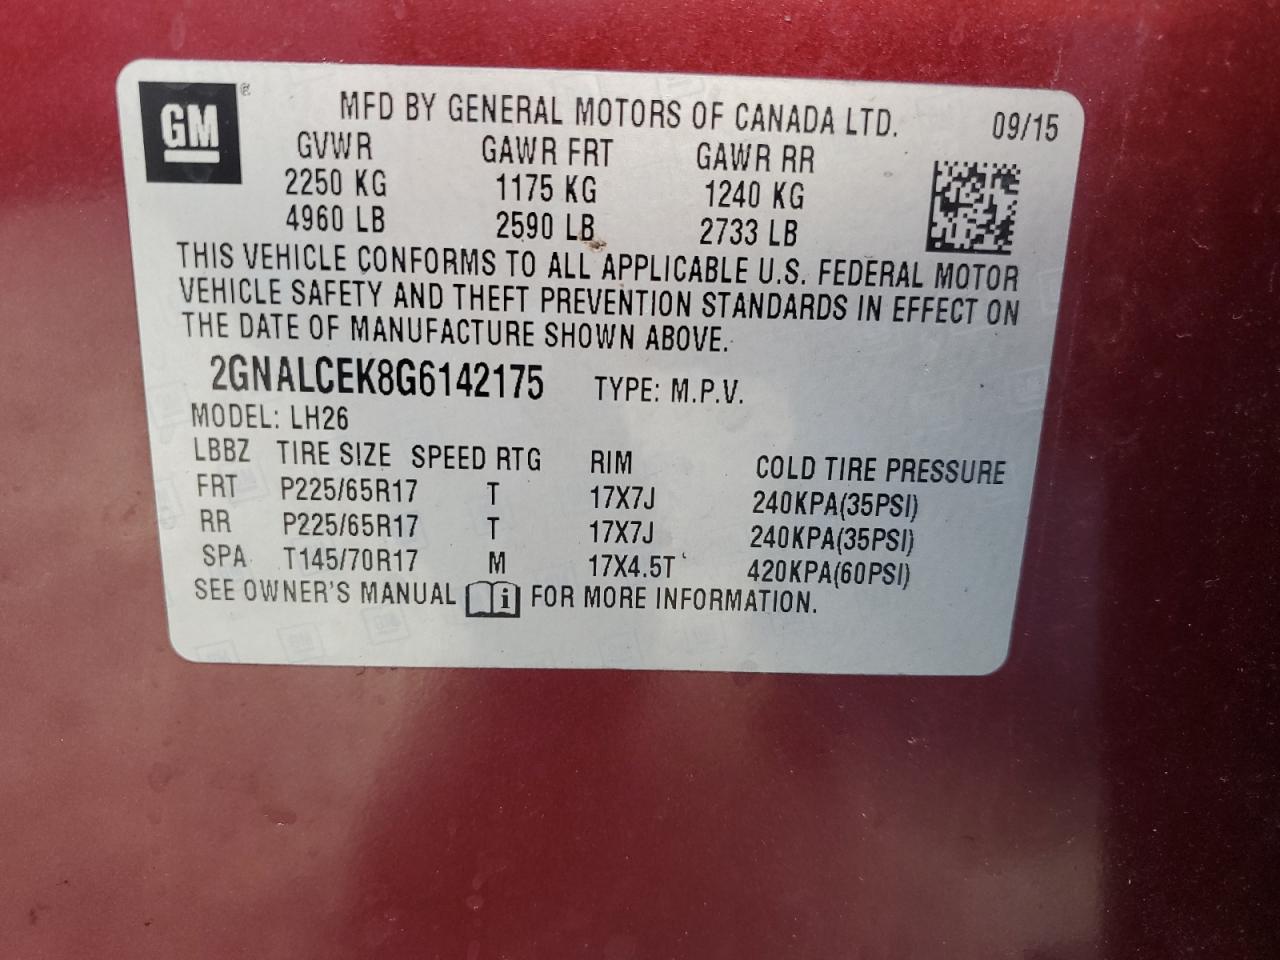 GM ® MFD BY GENERAL MOTORS OF CANADA LTD. 09/15
GVWR GAWR FRT GAWR RR
2250 KG 1175 KG 1240 KG
4960 LB 2590 LB 2733 LB
THIS VEHICLE CONFORMS TO ALL APPLICABLE U.S. FEDERAL MOTOR
VEHICLE SAFETY AND THEFT PREVENTION STANDARDS IN EFFECT ON
THE DATE OF MANUFACTURE SHOWN ABOVE.
2GNALCEK8G6142175 TYPE: M.P.V.
MODEL: LH26
LBBZ TIRE SIZE SPEED RTG RIM COLD TIRE PRESSURE
FRT P225/65R17 T 17X7J 240KPA(35PSI)
RR P225/65R17 T 17X7J 240KPA(35PSI)
SPA T145/70R17 M 17X4.5T 420KPA(60PSI)
SEE OWNER'S MANUAL i FOR MORE INFORMATION.